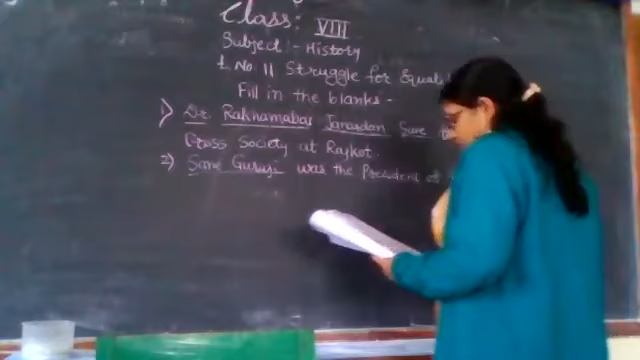 Class: VIII
Subject :- History
L. No. 11 Struggle for Equal
Fill in the blanks -
1) Dr. Rakhamabai Janardan Save
Cross Society at Rajkot.
2) Sane Guruji was the President of